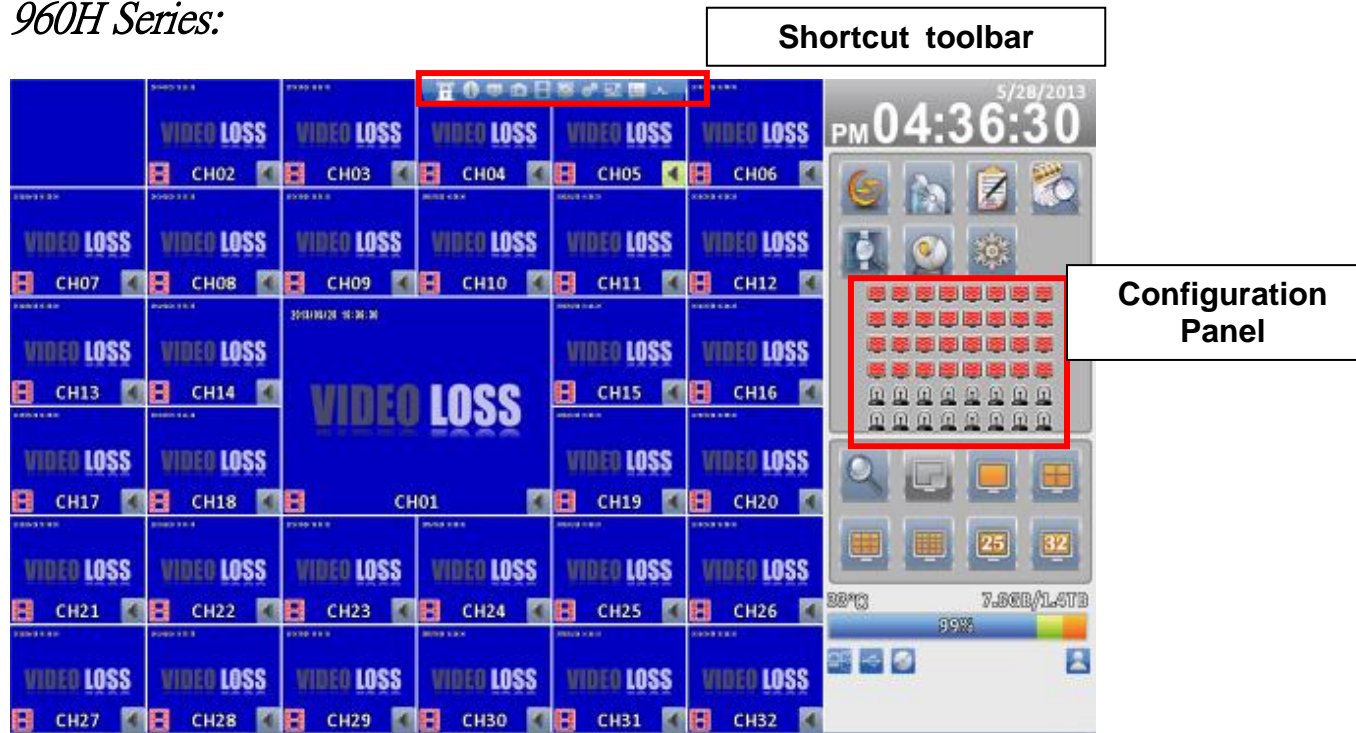 960H Series:
Shortcut toolbar
5/28/2013
PM 04:36:30
VIDEO LOSS
CH02
VIDEO LOSS
CH03
VIDEO LOSS
CH04
VIDEO LOSS
CH05
VIDEO LOSS
CH06
VIDEO LOSS
CH07
VIDEO LOSS
CH08
VIDEO LOSS
CH09
VIDEO LOSS
CH10
VIDEO LOSS
CH11
VIDEO LOSS
CH12
Configuration
Panel
VIDEO LOSS
CH13
VIDEO LOSS
CH14
VIDEO LOSS
CH01
VIDEO LOSS
CH15
VIDEO LOSS
CH16
VIDEO LOSS
CH17
VIDEO LOSS
CH18
VIDEO LOSS
CH19
VIDEO LOSS
CH20
25
32
VIDEO LOSS
CH21
VIDEO LOSS
CH22
VIDEO LOSS
CH23
VIDEO LOSS
CH24
VIDEO LOSS
CH25
VIDEO LOSS
CH26
99%
VIDEO LOSS
CH27
VIDEO LOSS
CH28
VIDEO LOSS
CH29
VIDEO LOSS
CH30
VIDEO LOSS
CH31
VIDEO LOSS
CH32